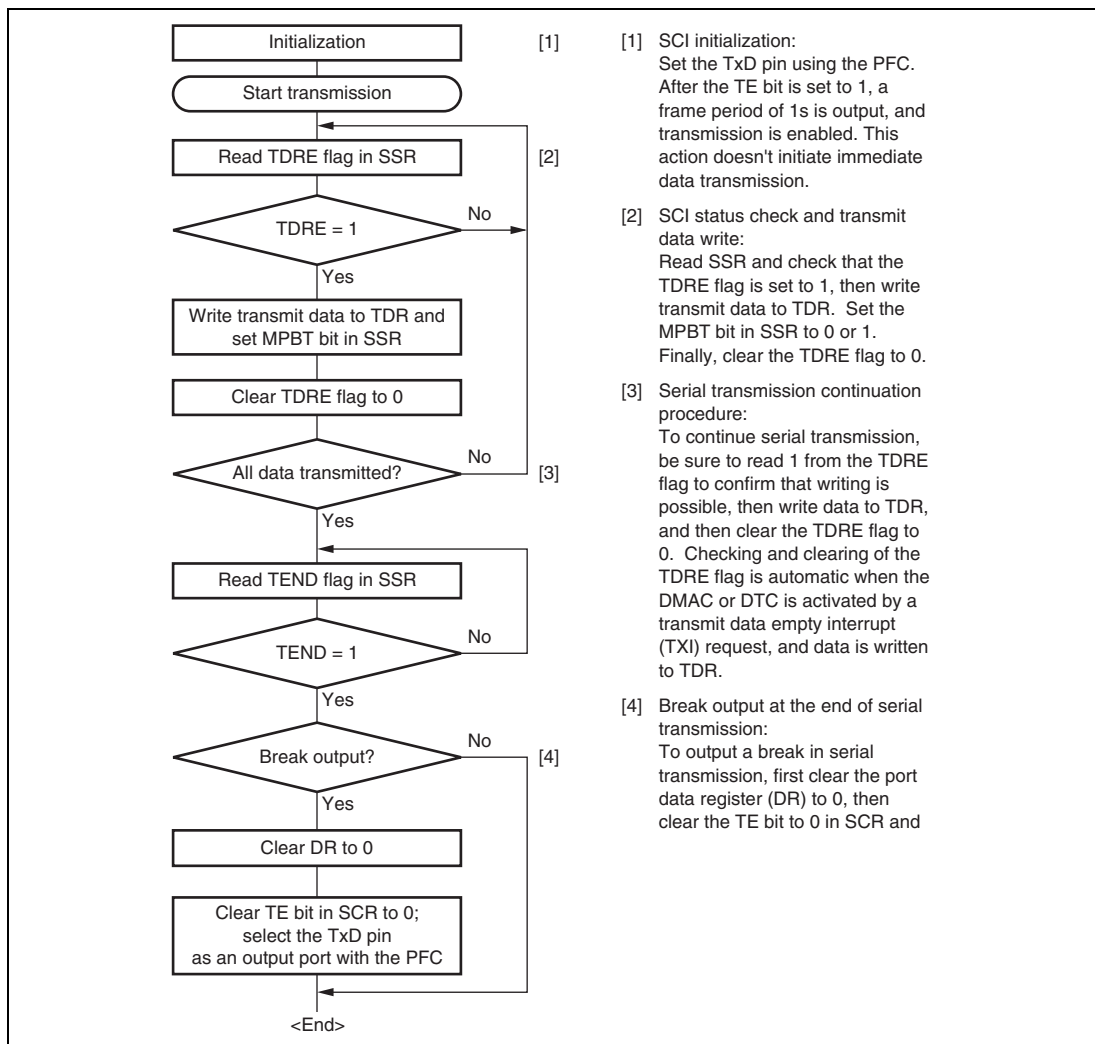 Initialization
[1]
Start transmission
Read TDRE flag in SSR
[2]
TDRE = 1
No
Yes
Write transmit data to TDR and
set MPBT bit in SSR
Clear TDRE flag to 0
All data transmitted?
No
[3]
Yes
Read TEND flag in SSR
TEND = 1
No
Yes
Break output?
No
[4]
Yes
Clear DR to 0
Clear TE bit in SCR to 0;
select the TxD pin
as an output port with the PFC
<End>
[1] SCI initialization:
Set the TxD pin using the PFC.
After the TE bit is set to 1, a
frame period of 1s is output, and
transmission is enabled. This
action doesn't initiate immediate
data transmission.
[2] SCI status check and transmit
data write:
Read SSR and check that the
TDRE flag is set to 1, then write
transmit data to TDR. Set the
MPBT bit in SSR to 0 or 1.
Finally, clear the TDRE flag to 0.
[3] Serial transmission continuation
procedure:
To continue serial transmission,
be sure to read 1 from the TDRE
flag to confirm that writing is
possible, then write data to TDR,
and then clear the TDRE flag to
0. Checking and clearing of the
TDRE flag is automatic when the
DMAC or DTC is activated by a
transmit data empty interrupt
(TXI) request, and data is written
to TDR.
[4] Break output at the end of serial
transmission:
To output a break in serial
transmission, first clear the port
data register (DR) to 0, then
clear the TE bit to 0 in SCR and